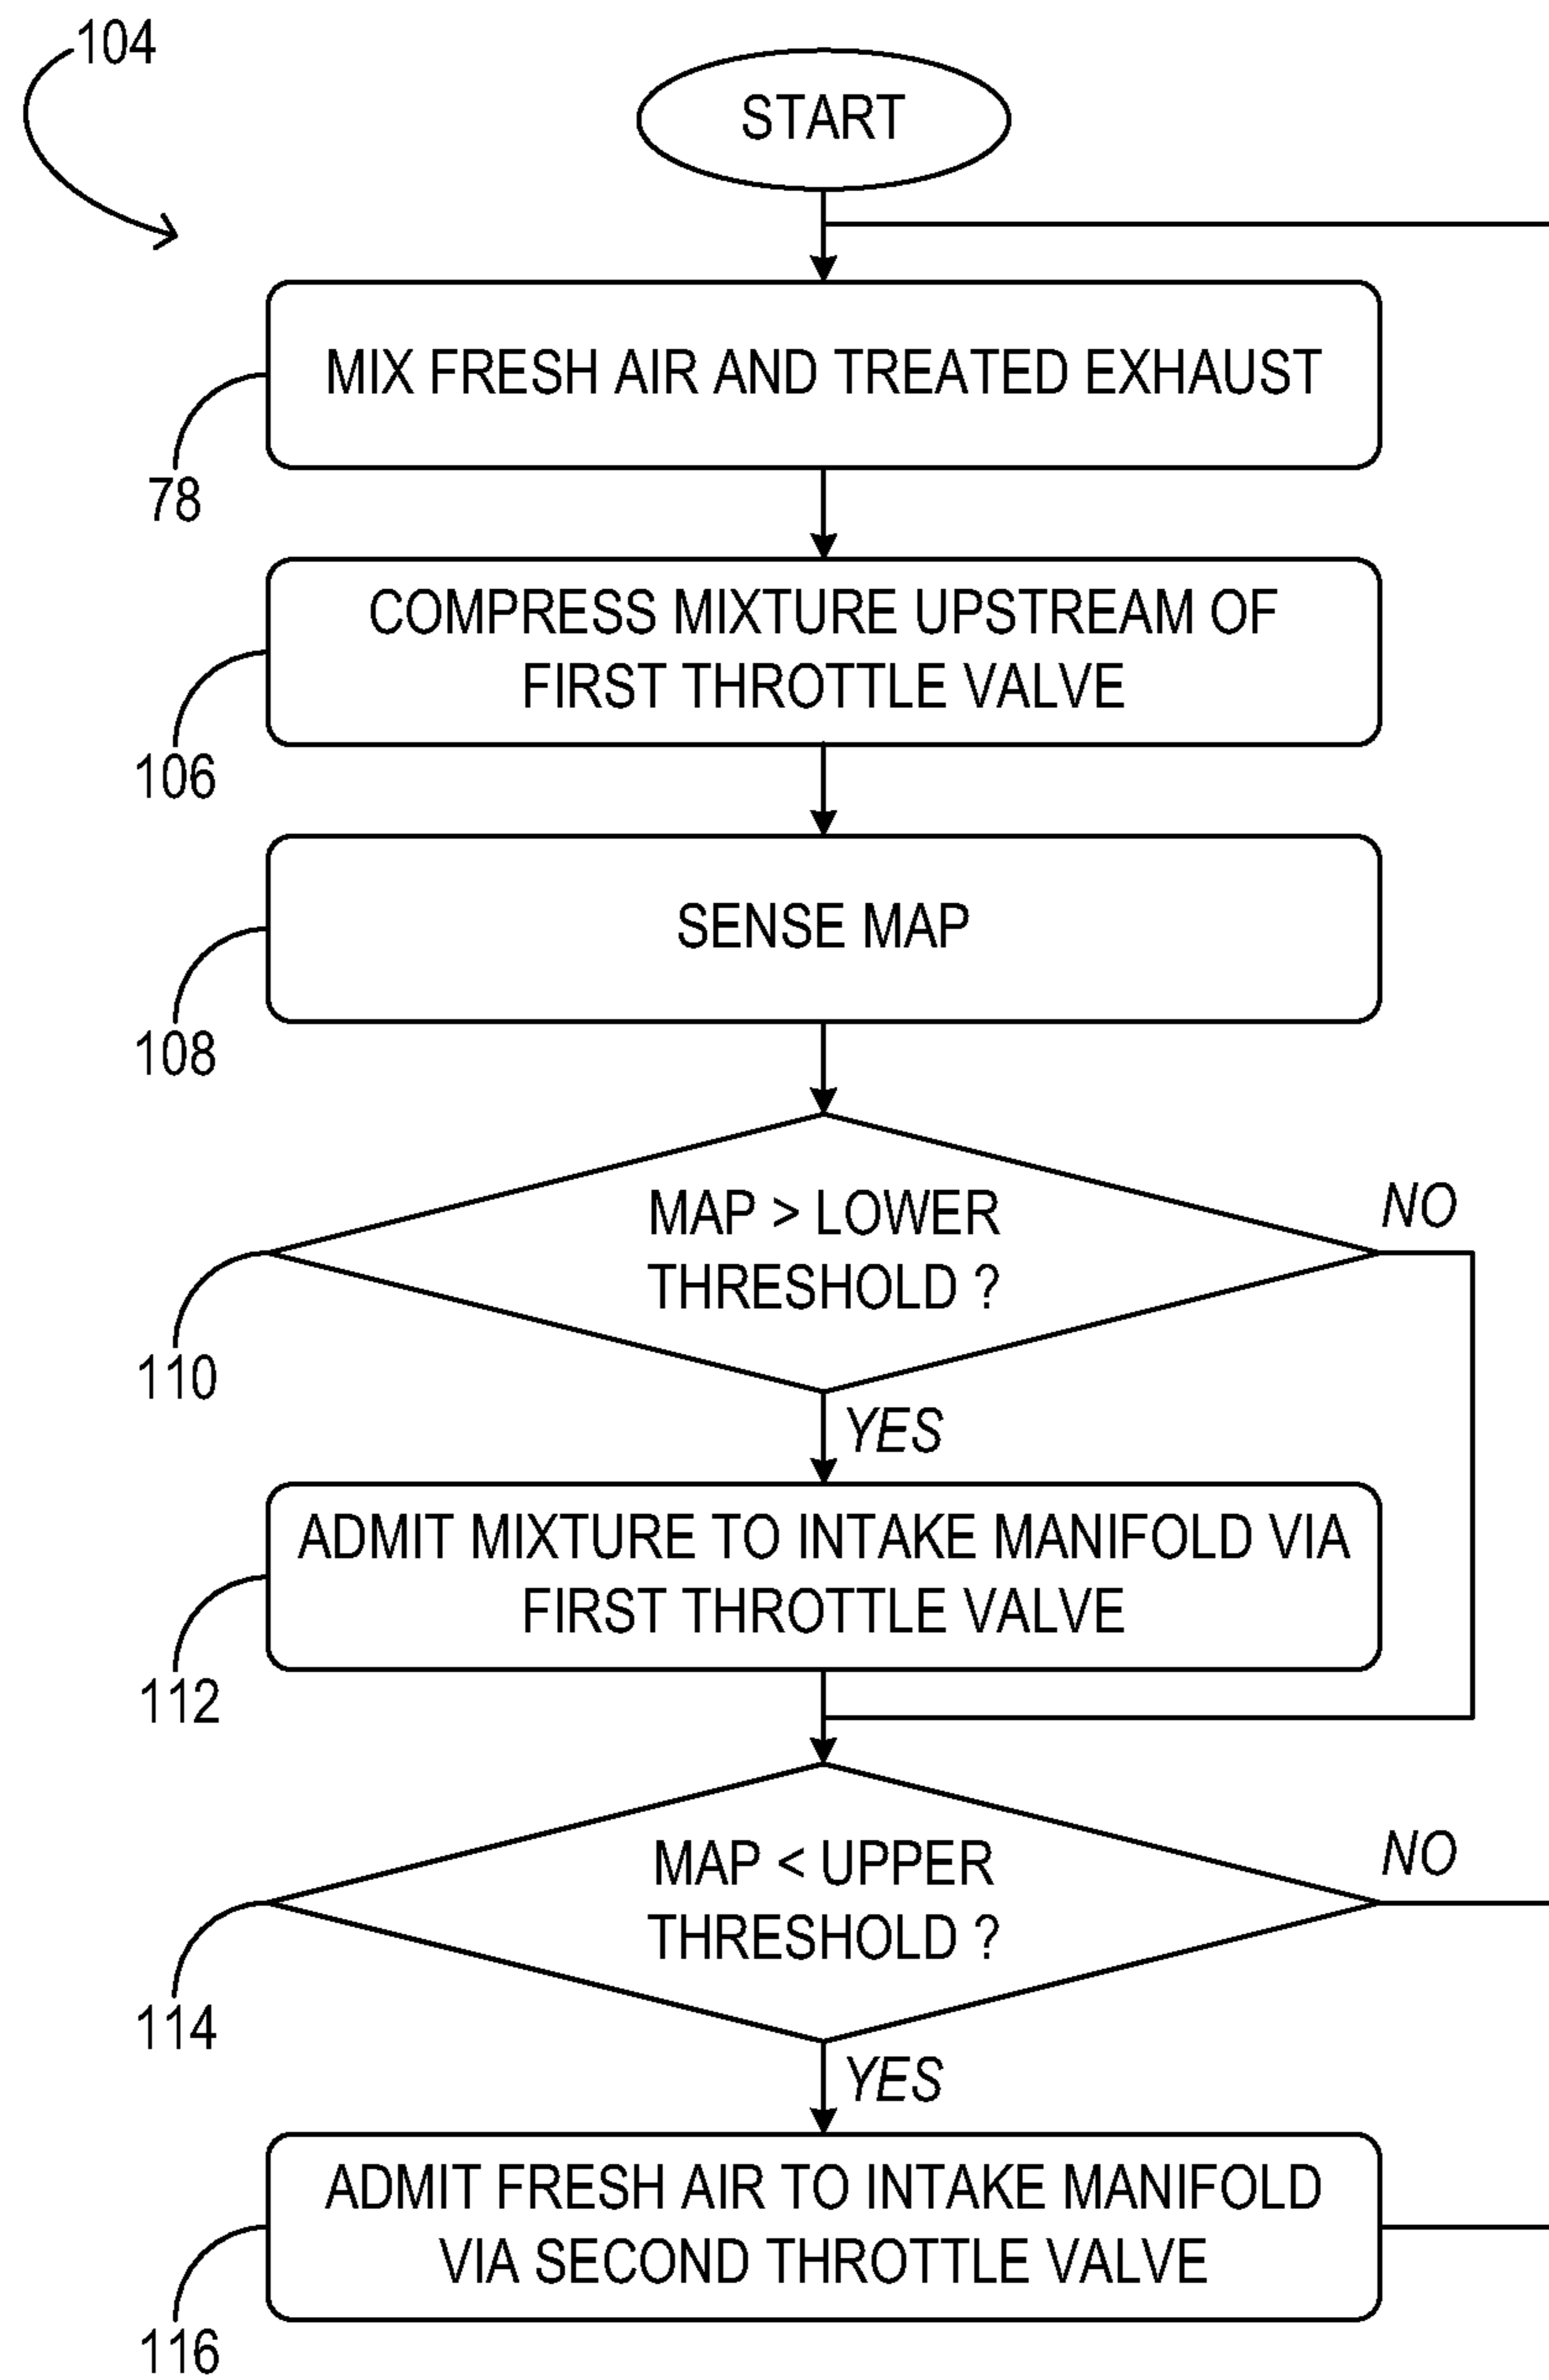 104
START
MIX FRESH AIR AND TREATED EXHAUST
78
COMPRESS MIXTURE UPSTREAM OF
FIRST THROTTLE VALVE
106
SENSE MAP
108
MAP > LOWER
THRESHOLD ?
NO
110
YES
ADMIT MIXTURE TO INTAKE MANIFOLD VIA
FIRST THROTTLE VALVE
112
MAP < UPPER
THRESHOLD ?
NO
114
YES
ADMIT FRESH AIR TO INTAKE MANIFOLD
VIA SECOND THROTTLE VALVE
116